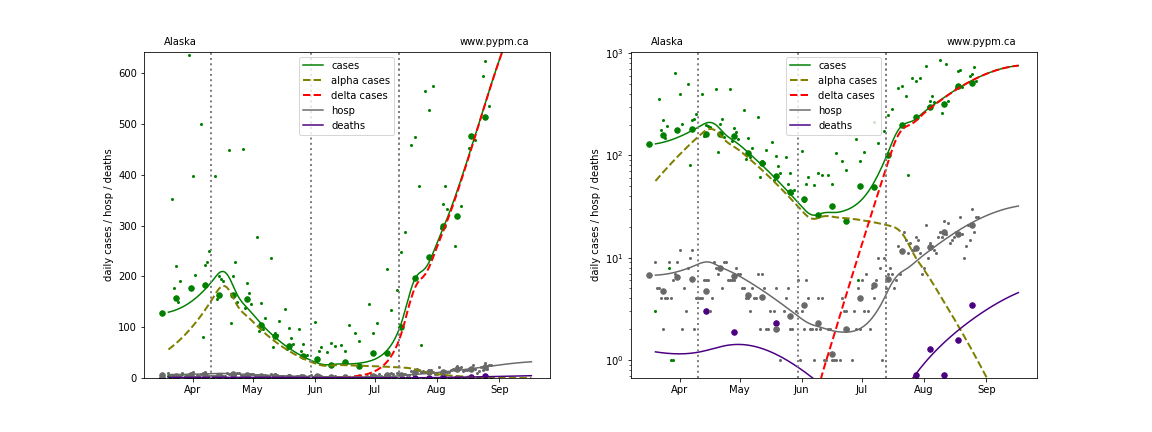 Alaska
www.pypm.ca
daily cases / hosp / deaths
600
500
400
300
200
100
0
cases
alpha cases
delta cases
hosp
deaths
Apr
May
Jun
Jul
Aug
Sep
Alaska
www.pypm.ca
daily cases / hosp / deaths
10³
10²
10¹
10⁰
cases
alpha cases
delta cases
hosp
deaths
Apr
May
Jun
Jul
Aug
Sep